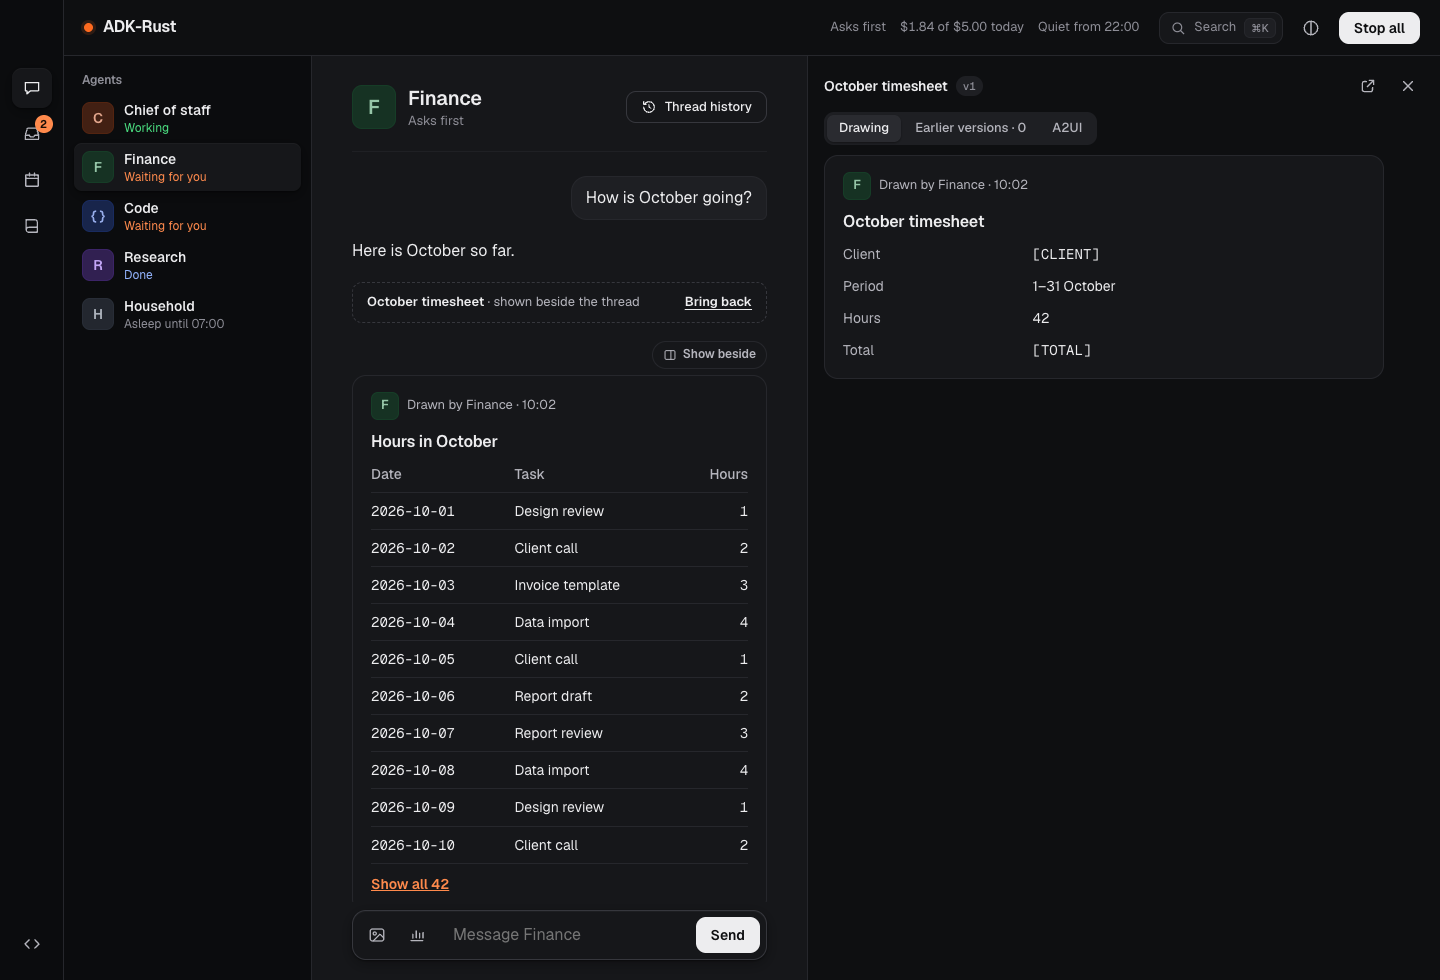 ADK-Rust
Asks first
$1.84 of $5.00 today
Quiet from 22:00
Search
⌘K
Stop all
2
Agents
C
Chief of staff
Working
F
Finance
Waiting for you
{}
Code
Waiting for you
R
Research
Done
H
Household
Asleep until 07:00
F
Finance
Asks first
Thread history
How is October going?
Here is October so far.
October timesheet · shown beside the thread
Bring back
Show beside
F
Drawn by Finance · 10:02
Hours in October
Date Task Hours
2026-10-01 Design review 1
2026-10-02 Client call 2
2026-10-03 Invoice template 3
2026-10-04 Data import 4
2026-10-05 Client call 1
2026-10-06 Report draft 2
2026-10-07 Report review 3
2026-10-08 Data import 4
2026-10-09 Design review 1
2026-10-10 Client call 2
Show all 42
Message Finance
Send
October timesheet
v1
Drawing
Earlier versions · 0
A2UI
F
Drawn by Finance · 10:02
October timesheet
Client [CLIENT]
Period 1–31 October
Hours 42
Total [TOTAL]